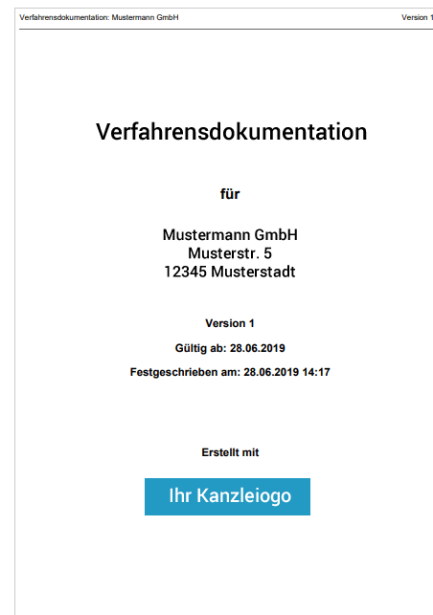 Verfahrensdokumentation: Mustermann GmbH Version 1
Verfahrensdokumentation
für
Mustermann GmbH
Musterstr. 5
12345 Musterstadt
Version 1
Gültig ab: 28.06.2019
Festgeschrieben am: 28.06.2019 14:17
Erstellt mit
Ihr Kanzleiogo